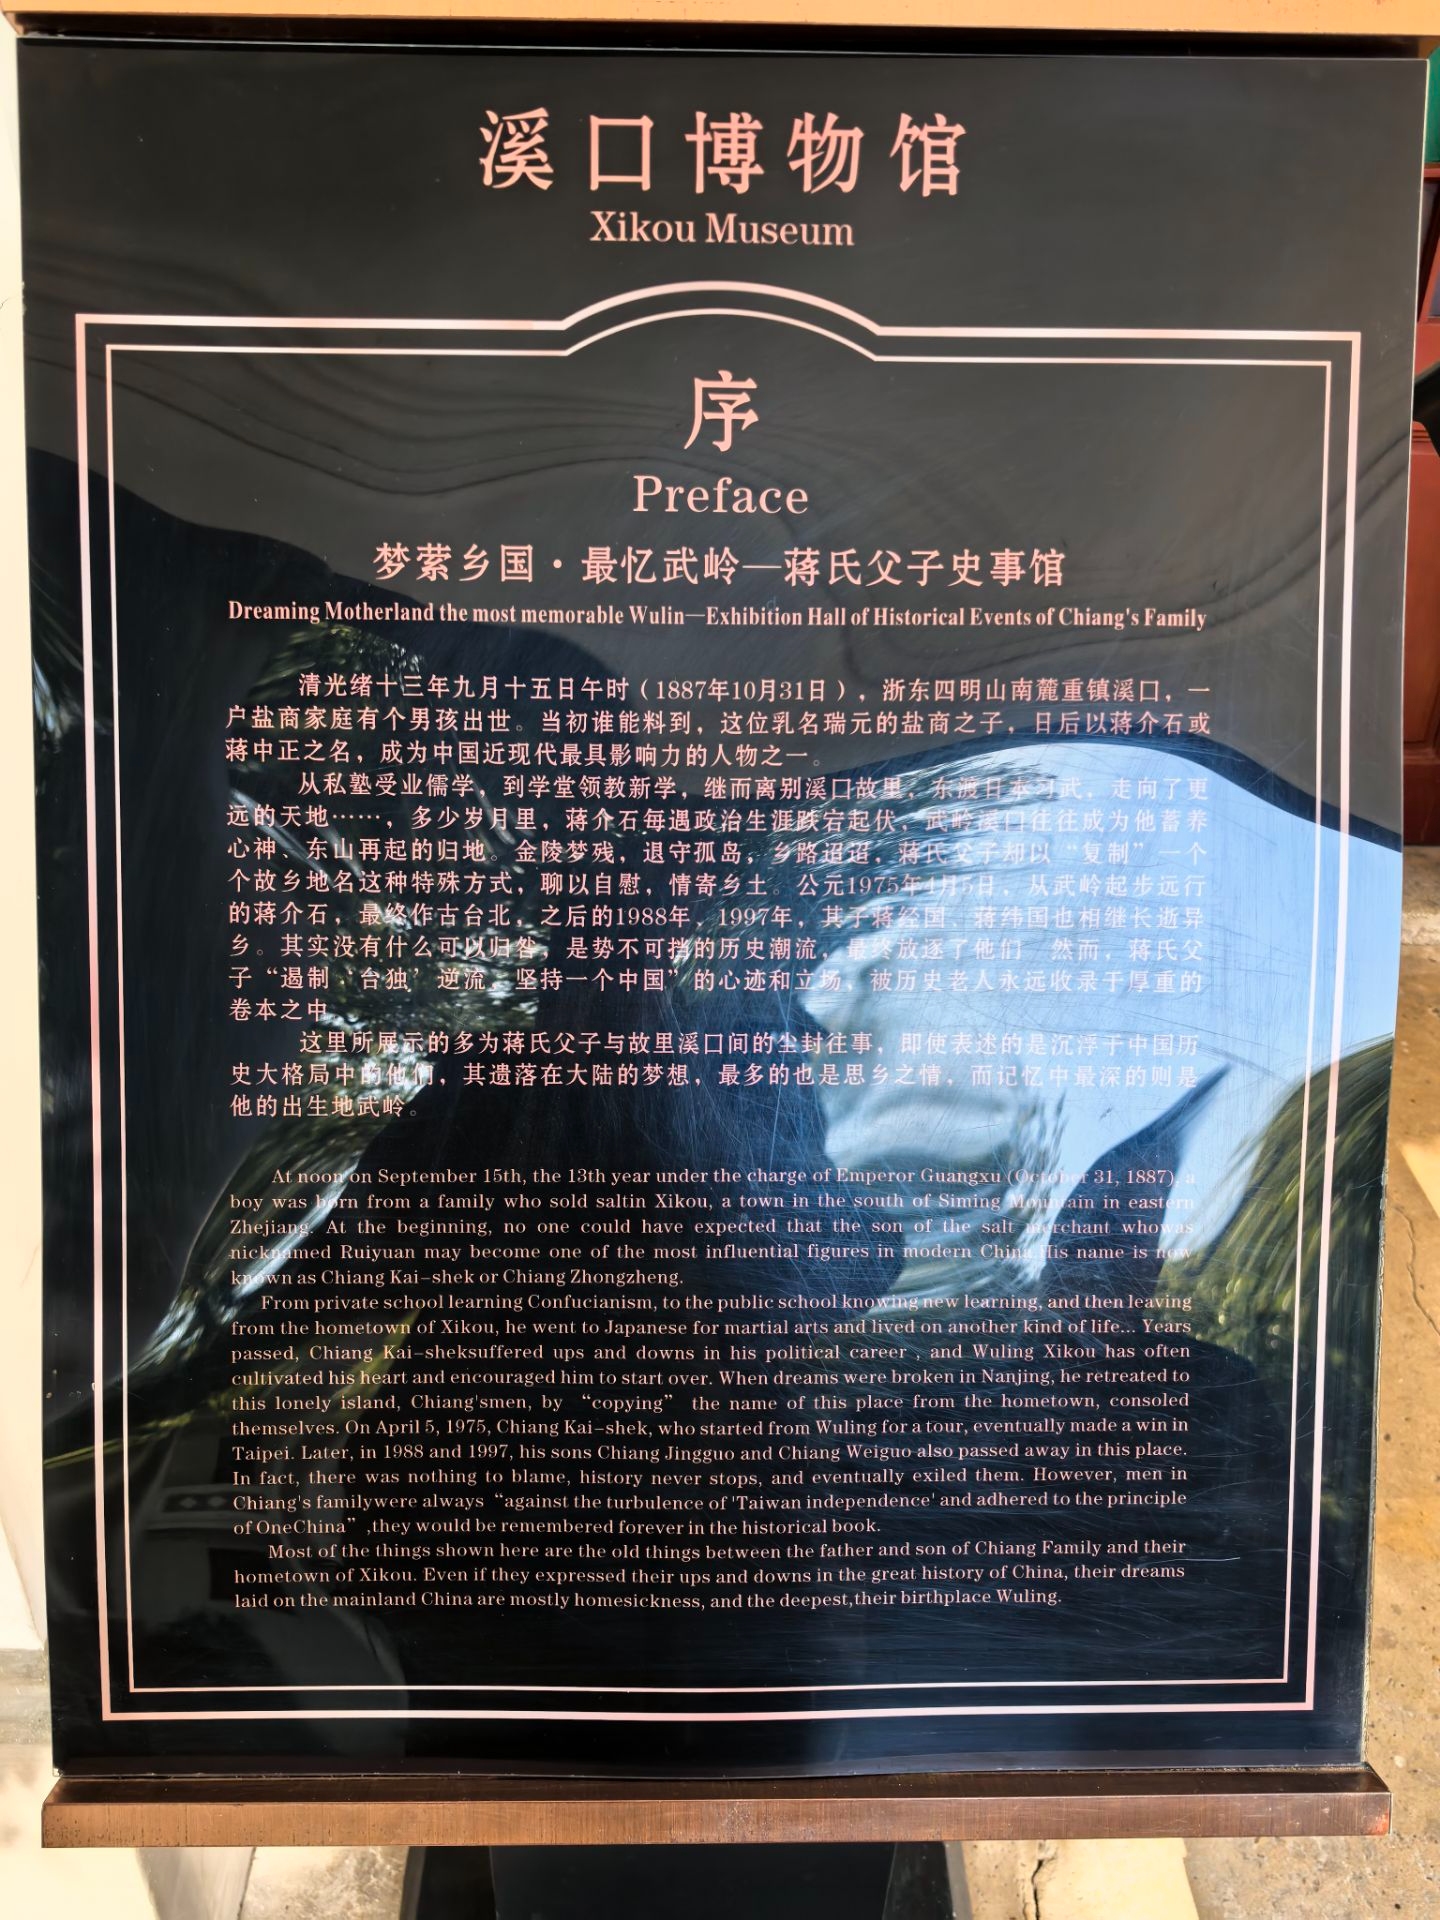 溪口博物馆
Xikou Museum
序
Preface
梦萦乡国·最忆武岭—蒋氏父子史事馆
Dreaming Motherland the most memorable Wulin—Exhibition Hall of Historical Events of Chiang's Family
清光绪十三年九月十五日午时（1887年10月31日），浙东四明山南麓重镇溪口，一
户盐商家庭有个男孩出世。当初谁能料到，这位乳名瑞元的盐商之子，日后以蒋介石或
蒋中正之名，成为中国近现代最具影响力的人物之一。
从私塾受业儒学，到学堂领教新学，继而离别溪口故里，东渡日本习武，走向了更
远的天地……，多少岁月里，蒋介石每遇政治生涯跌宕起伏，武岭溪口往往成为他蓄养
心神、东山再起的归地。金陵梦残，退守孤岛，乡路迢迢，蒋氏父子却以“复制”一个
个故乡地名这种特殊方式，聊以自慰，情寄乡土。公元1975年4月5日，从武岭起步远行
的蒋介石，最终作古台北，之后的1988年，1997年，其子蒋经国、蒋纬国也相继长逝异
乡。其实没有什么可以归咎，是势不可挡的历史潮流，最终放逐了他们 然而，蒋氏父
子“遏制‘台独’逆流，坚持一个中国”的心迹和立场，被历史老人永远收录于厚重的
卷本之中
这里所展示的多为蒋氏父子与故里溪口间的尘封往事，即使表述的是沉浮于中国历
史大格局中的他们，其遗落在大陆的梦想，最多的也是思乡之情，而记忆中最深的则是
他的出生地武岭。
At noon on September 15th, the 13th year under the charge of Emperor Guangxu (October 31, 1887), a
boy was born from a family who sold saltin Xikou, a town in the south of Siming Mountain in eastern
Zhejiang. At the beginning, no one could have expected that the son of the salt merchant whowas
nicknamed Ruiyuan may become one of the most influential figures in modern China.His name is now
known as Chiang Kai-shek or Chiang Zhongzheng.
From private school learning Confucianism, to the public school knowing new learning, and then leaving
from the hometown of Xikou, he went to Japanese for martial arts and lived on another kind of life... Years
passed, Chiang Kai-sheksuffered ups and downs in his political career , and Wuling Xikou has often
cultivated his heart and encouraged him to start over. When dreams were broken in Nanjing, he retreated to
this lonely island, Chiang'smen, by “copying” the name of this place from the hometown, consoled
themselves. On April 5, 1975, Chiang Kai-shek, who started from Wuling for a tour, eventually made a win in
Taipei. Later, in 1988 and 1997, his sons Chiang Jingguo and Chiang Weiguo also passed away in this place.
In fact, there was nothing to blame, history never stops, and eventually exiled them. However, men in
Chiang's familywere always“against the turbulence of 'Taiwan independence' and adhered to the principle
of OneChina”,they would be remembered forever in the historical book.
Most of the things shown here are the old things between the father and son of Chiang Family and their
hometown of Xikou. Even if they expressed their ups and downs in the great history of China, their dreams
laid on the mainland China are mostly homesickness, and the deepest,their birthplace Wuling.